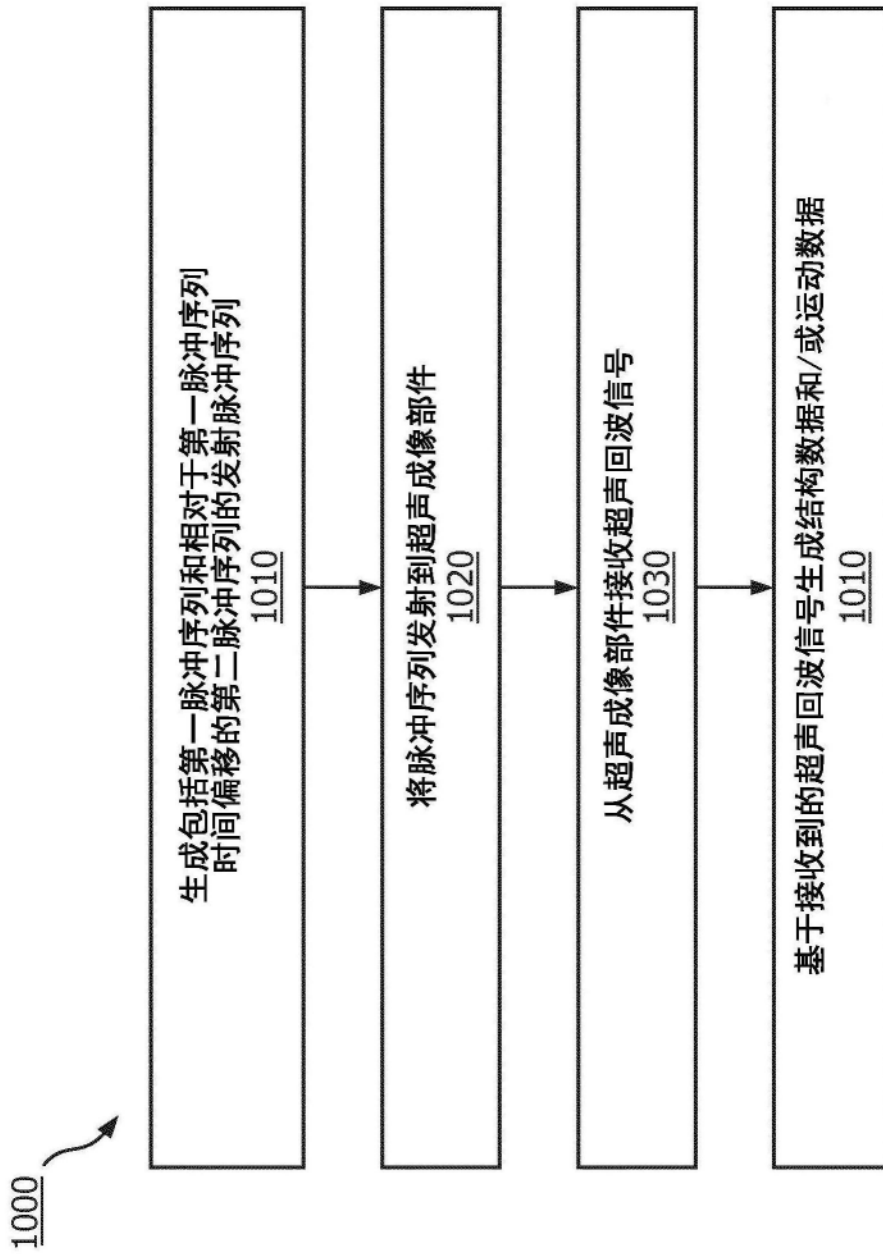 1000
生成包括第一脉冲序列和相对于第一脉冲序列
时间偏移的第二脉冲序列的发射脉冲序列
1010
将脉冲序列发射到超声成像部件
1020
从超声成像部件接收超声回波信号
1030
基于接收到的超声回波信号生成结构数据和/或运动数据
1010